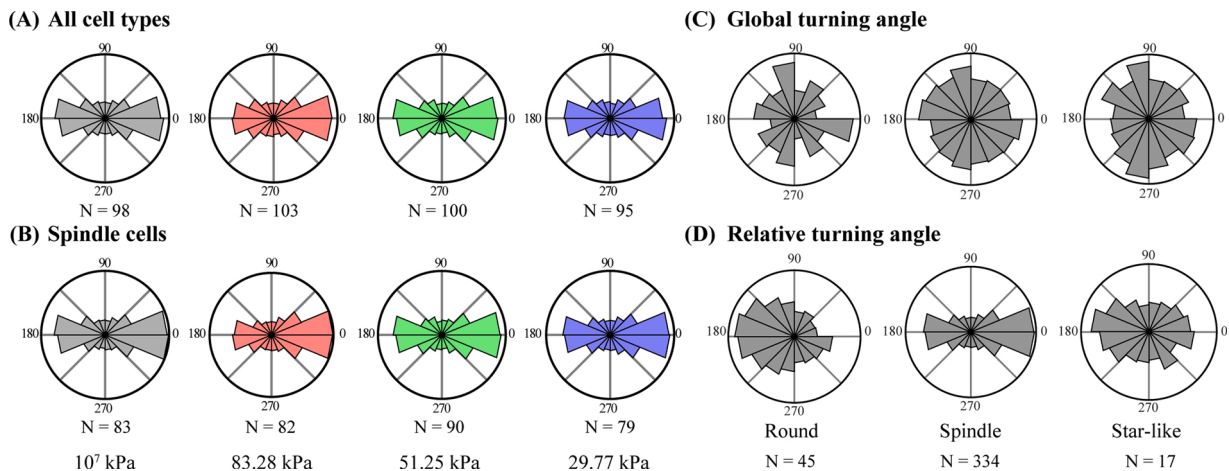 (A) All cell types
90
180
0
270
N = 98
90
180
0
270
N = 103
90
180
0
270
N = 100
90
180
0
270
N = 95
(B) Spindle cells
90
180
0
270
N = 83
10⁷ kPa
90
180
0
270
N = 82
83.28 kPa
90
180
0
270
N = 90
51.25 kPa
90
180
0
270
N = 79
29.77 kPa
(C) Global turning angle
90
180
0
270
90
180
0
270
90
180
0
270
(D) Relative turning angle
90
180
0
270
Round
N = 45
90
180
0
270
Spindle
N = 334
90
180
0
270
Star-like
N = 17